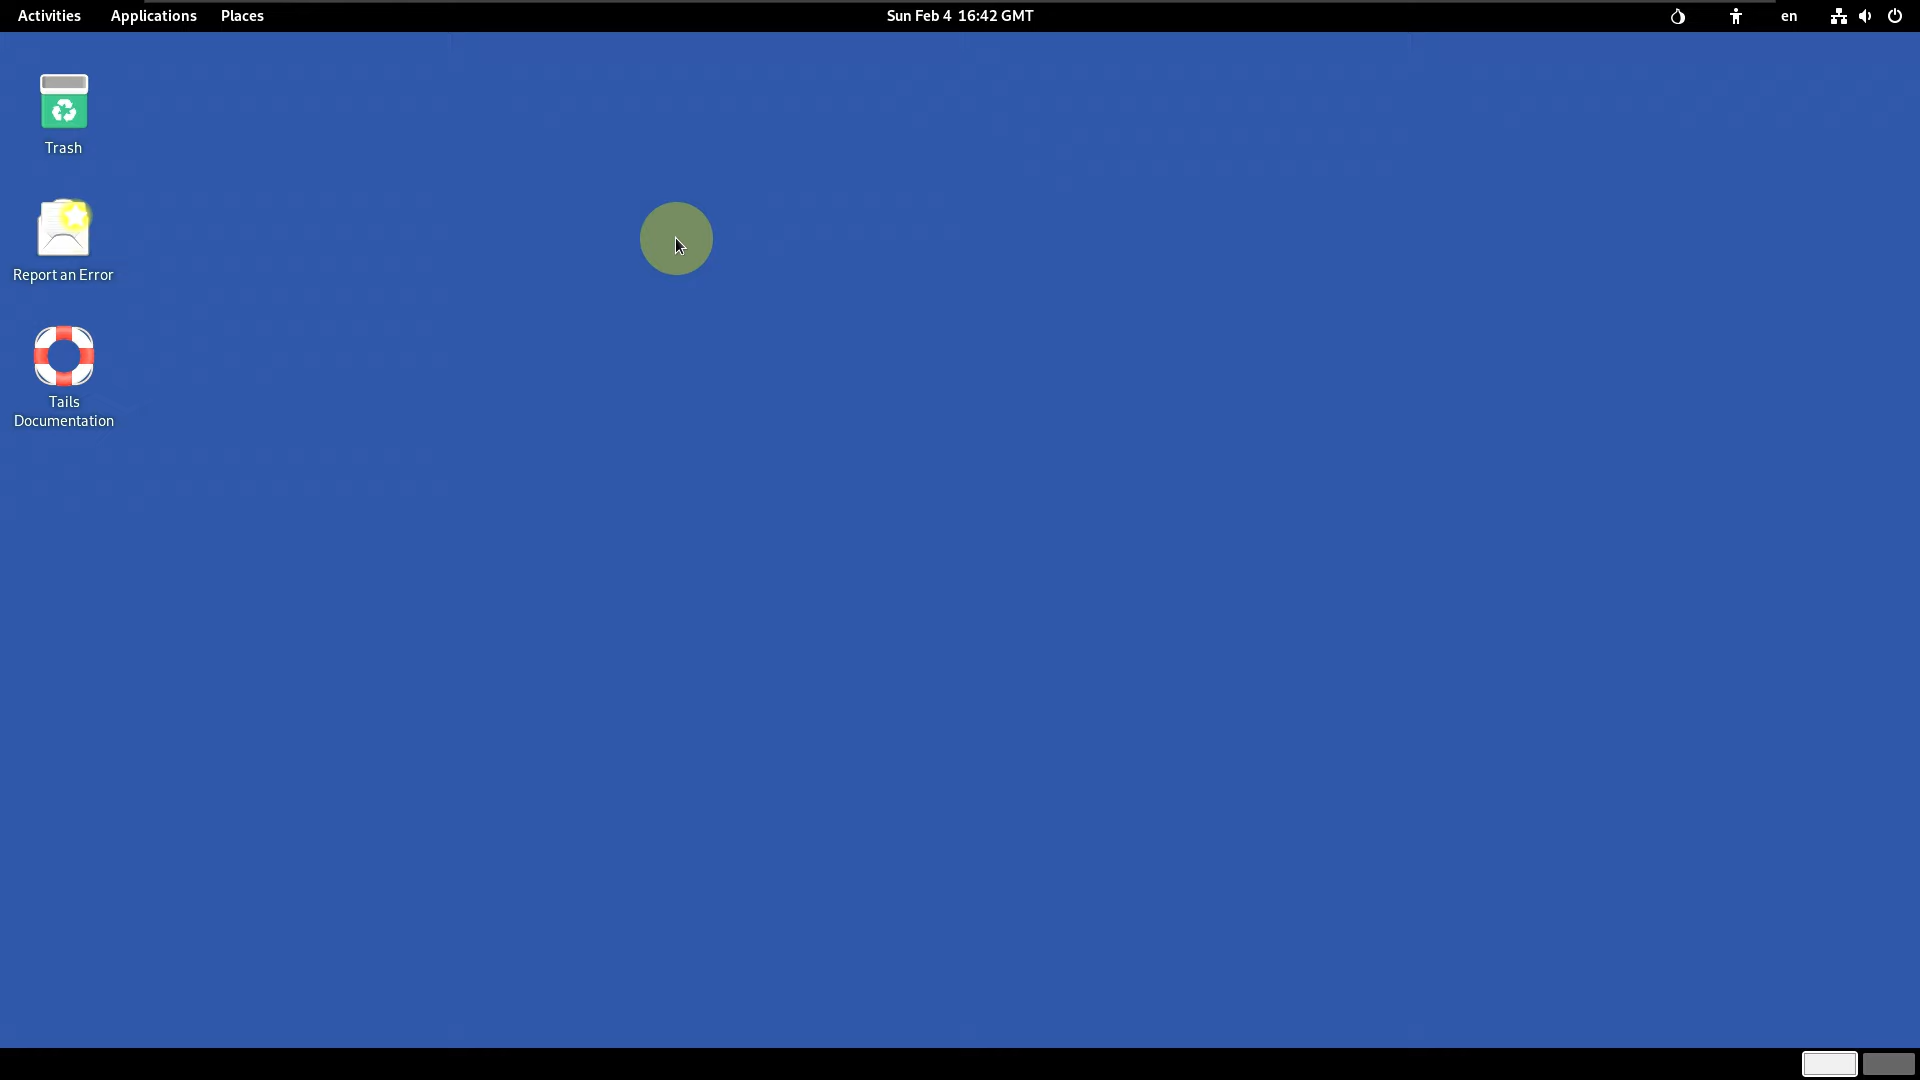 Activities Applications Places Sun Feb 4 16:42 GMT en
Trash
Report an Error
Tails
Documentation